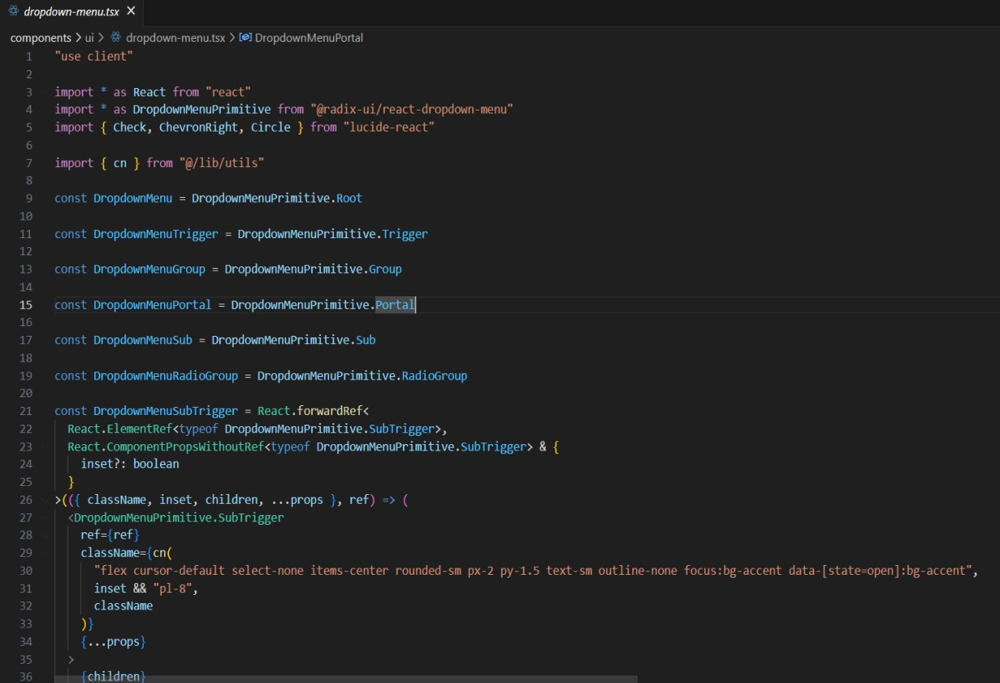 dropdown-menu.tsx ×
components > ui > dropdown-menu.tsx > DropdownMenuPortal
1 "use client"
2
3 import * as React from "react"
4 import * as DropdownMenuPrimitive from "@radix-ui/react-dropdown-menu"
5 import { Check, ChevronRight, Circle } from "lucide-react"
6
7 import { cn } from "@/lib/utils"
8
9 const DropdownMenu = DropdownMenuPrimitive.Root
10
11 const DropdownMenuTrigger = DropdownMenuPrimitive.Trigger
12
13 const DropdownMenuGroup = DropdownMenuPrimitive.Group
14
15 const DropdownMenuPortal = DropdownMenuPrimitive.Portal
16
17 const DropdownMenuSub = DropdownMenuPrimitive.Sub
18
19 const DropdownMenuRadioGroup = DropdownMenuPrimitive.RadioGroup
20
21 const DropdownMenuSubTrigger = React.forwardRef<
22   React.ElementRef<typeof DropdownMenuPrimitive.SubTrigger>,
23   React.ComponentPropsWithoutRef<typeof DropdownMenuPrimitive.SubTrigger> & {
24     inset?: boolean
25   }
26 >(({ className, inset, children, ...props }, ref) => (
27   <DropdownMenuPrimitive.SubTrigger
28     ref={ref}
29     className={cn(
30       "flex cursor-default select-none items-center rounded-sm px-2 py-1.5 text-sm outline-none focus:bg-accent data-[state=open]:bg-accent",
31       inset && "pl-8",
32       className
33     )}
34     {...props}
35   >
36     {children}